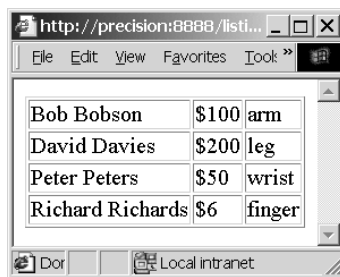 http://precision:8888/listi...
File Edit View Favorites Tools »
Bob Bobson $100 arm
David Davies $200 leg
Peter Peters $50 wrist
Richard Richards $6 finger
Dor Local intranet